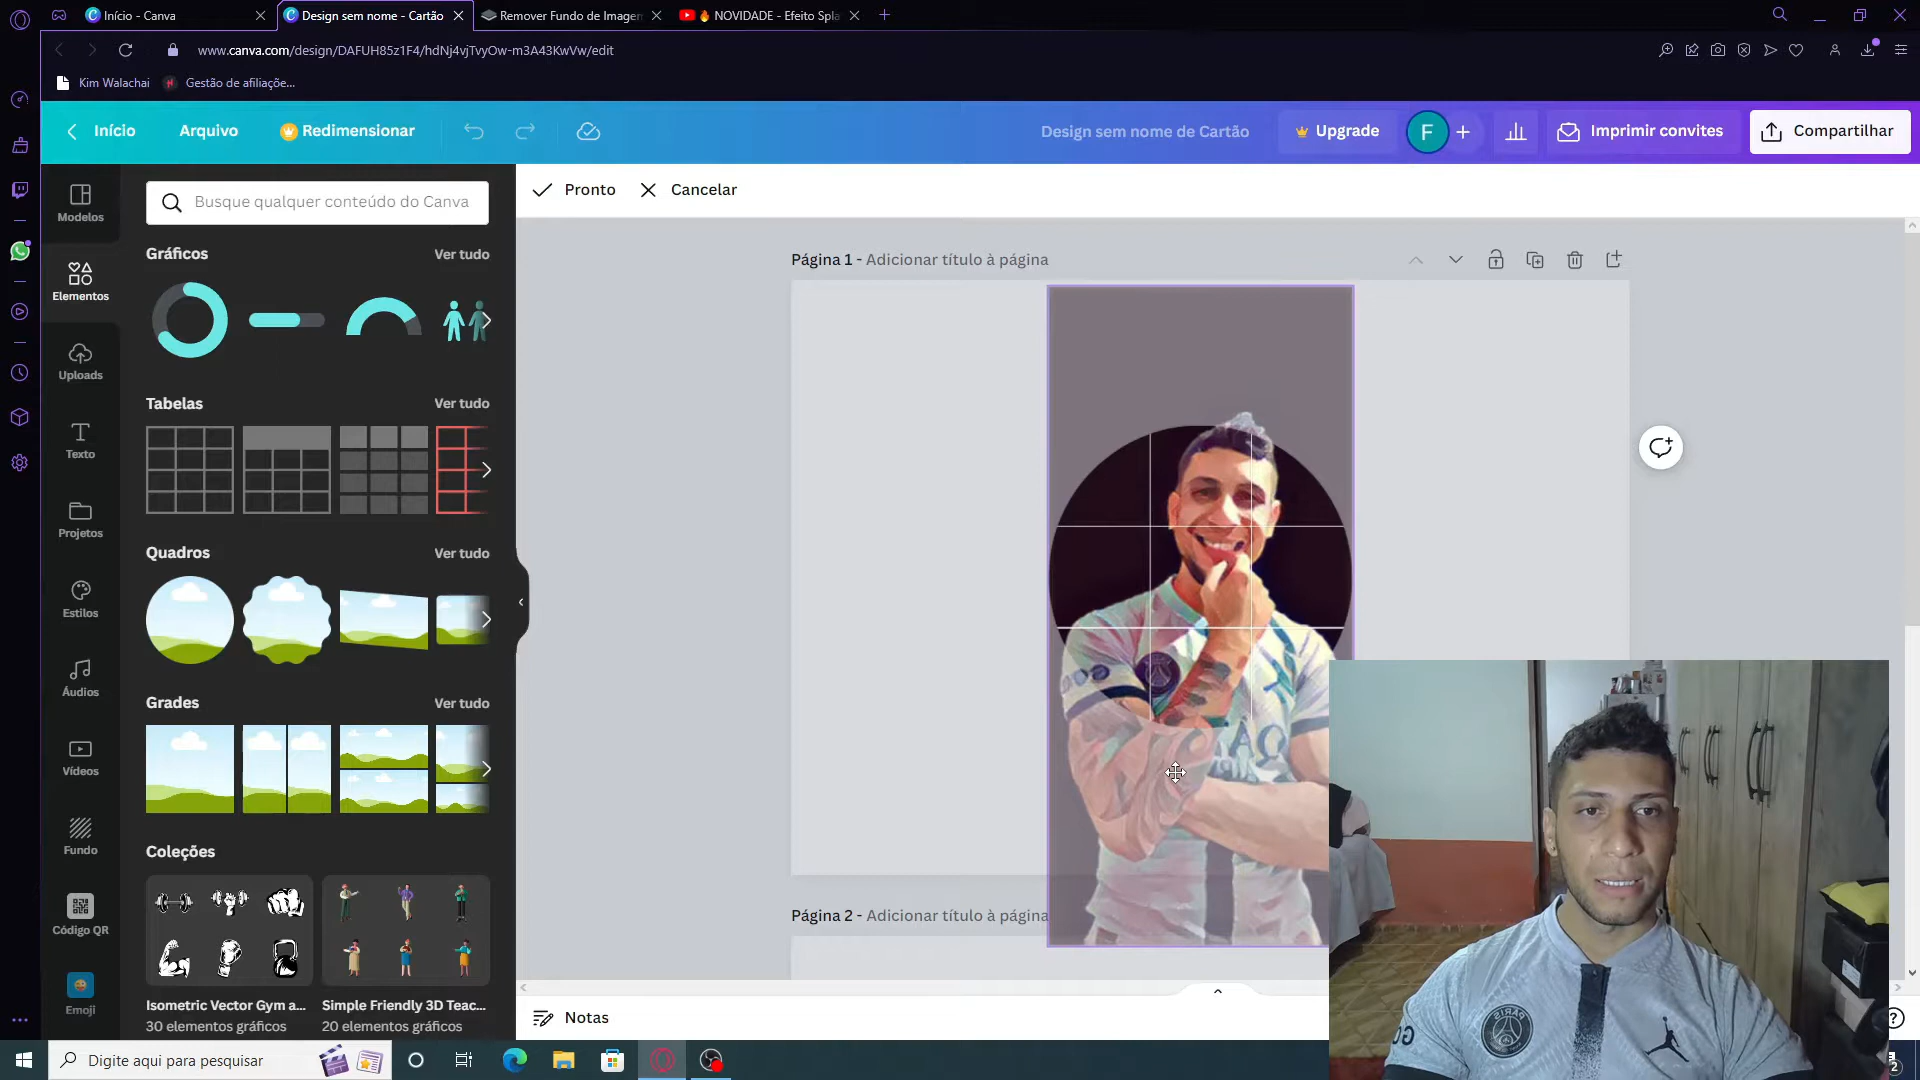 Início - Canva
Design sem nome - Cartão
Remover Fundo de Imagem
🔥 NOVIDADE - Efeito Spla
www.canva.com/design/DAFUH85z1F4/hdNj4vjTvyOw-m3A43KwVw/edit
Kim Walachai
Gestão de afiliaçõe...
Início
Arquivo
Redimensionar
Design sem nome de Cartão
Upgrade
F
Imprimir convites
Compartilhar
Pronto
Cancelar
Busque qualquer conteúdo do Canva
Modelos
Elementos
Uploads
Texto
Projetos
Estilos
Áudios
Vídeos
Fundo
Código QR
Emoji
Gráficos
Ver tudo
Tabelas
Ver tudo
Quadros
Ver tudo
Grades
Ver tudo
Coleções
Isometric Vector Gym a...
30 elementos gráficos
Simple Friendly 3D Teac...
20 elementos gráficos
Página 1 - Adicionar título à página
Página 2 - Adicionar título à página
Notas
Digite aqui para pesquisar
2